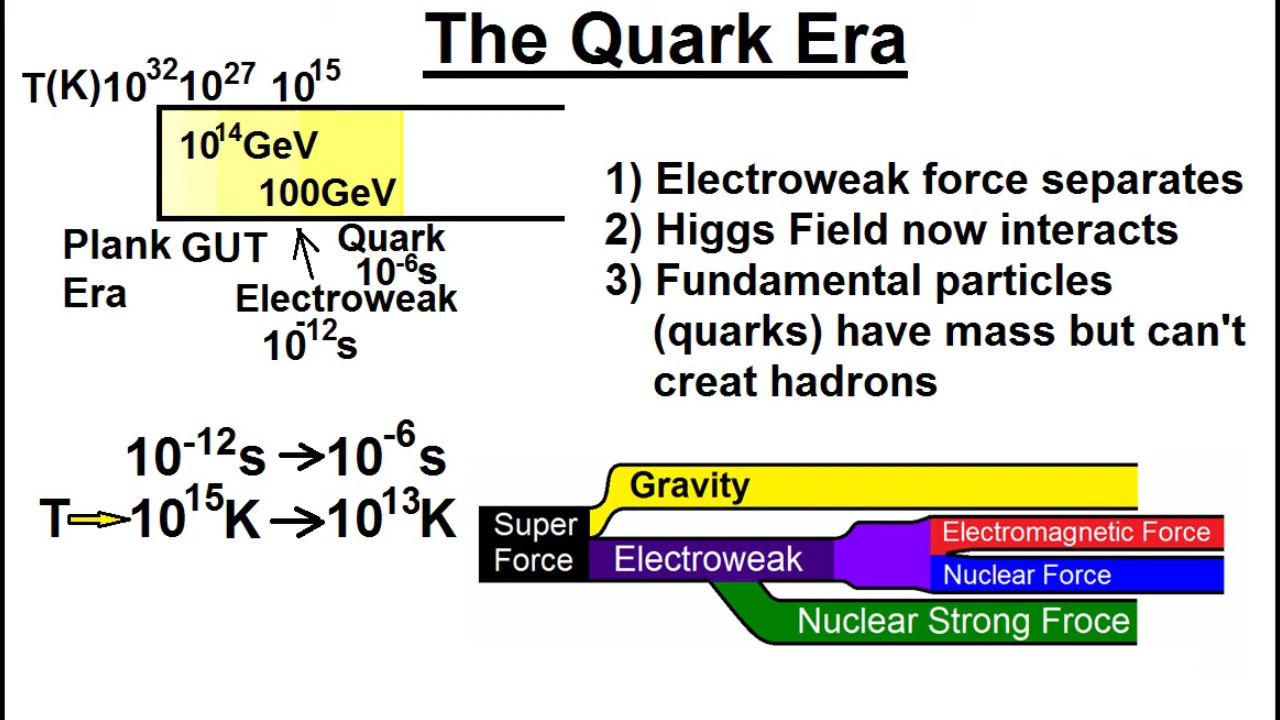 The Quark Era
T(K)10^32 10^27 10^15
10^14GeV
100GeV
Plank GUT Quark
Era
10^-6s
Electroweak
10^-12s
10^-12s → 10^-6s
T ⇒ 10^15K → 10^13K
1) Electroweak force separates
2) Higgs Field now interacts
3) Fundamental particles
(quarks) have mass but can't
creat hadrons
Gravity
Super
Force
Electroweak
Electromagnetic Force
Nuclear Force
Nuclear Strong Froce